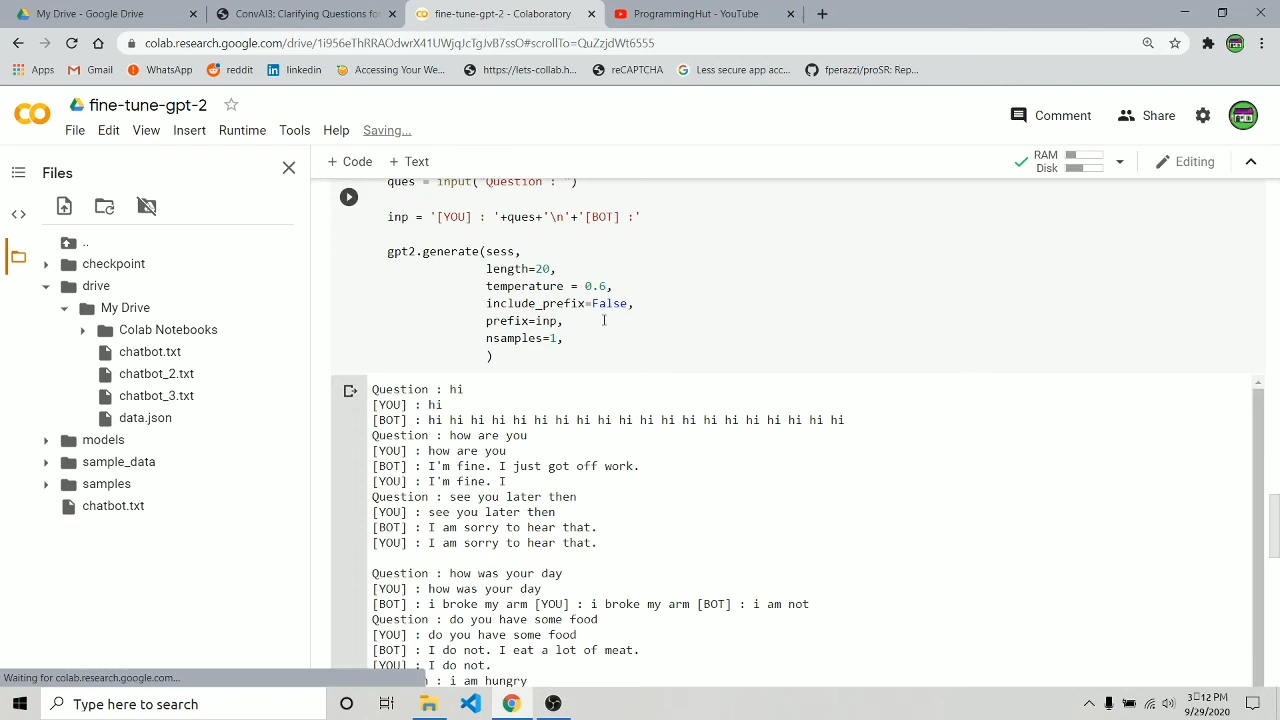 My Drive - Google Drive
ConvAI3: Clarifying Questions fo
fine-tune-gpt-2 - Colaboratory
ProgrammingHut - YouTube
colab.research.google.com/drive/1i956eThRRAOdwrX41UWjqJcTgJvB7ssO#scrollTo=QuZzjdWt6555
Apps
Gmail
WhatsApp
reddit
linkedin
Accessing Your We...
https://lets-collab.h...
reCAPTCHA
Less secure app acc...
fperazzi/proSR: Rep...
fine-tune-gpt-2
File Edit View Insert Runtime Tools Help Saving...
Comment
Share
Files
+ Code + Text
RAM
Disk
Editing
..
checkpoint
drive
My Drive
Colab Notebooks
chatbot.txt
chatbot_2.txt
chatbot_3.txt
data.json
models
sample_data
samples
chatbot.txt
ques = input("Question : ")
inp = '[YOU] : '+ques+'\n'+'[BOT] :'
gpt2.generate(sess,
length=20,
temperature = 0.6,
include_prefix=False,
prefix=inp,
nsamples=1,
)
Question : hi
[YOU] : hi
[BOT] : hi hi hi hi hi hi hi hi hi hi hi hi hi hi hi hi hi hi hi hi
Question : how are you
[YOU] : how are you
[BOT] : I'm fine. I just got off work.
[YOU] : I'm fine. I
Question : see you later then
[YOU] : see you later then
[BOT] : I am sorry to hear that.
[YOU] : I am sorry to hear that.
Question : how was your day
[YOU] : how was your day
[BOT] : i broke my arm [YOU] : i broke my arm [BOT] : i am not
Question : do you have some food
[YOU] : do you have some food
[BOT] : I do not. I eat a lot of meat.
[YOU] : I do not.
: i am hungry
Waiting for colab.research.google.com...
Type here to search
3:12 PM
9/29/2020